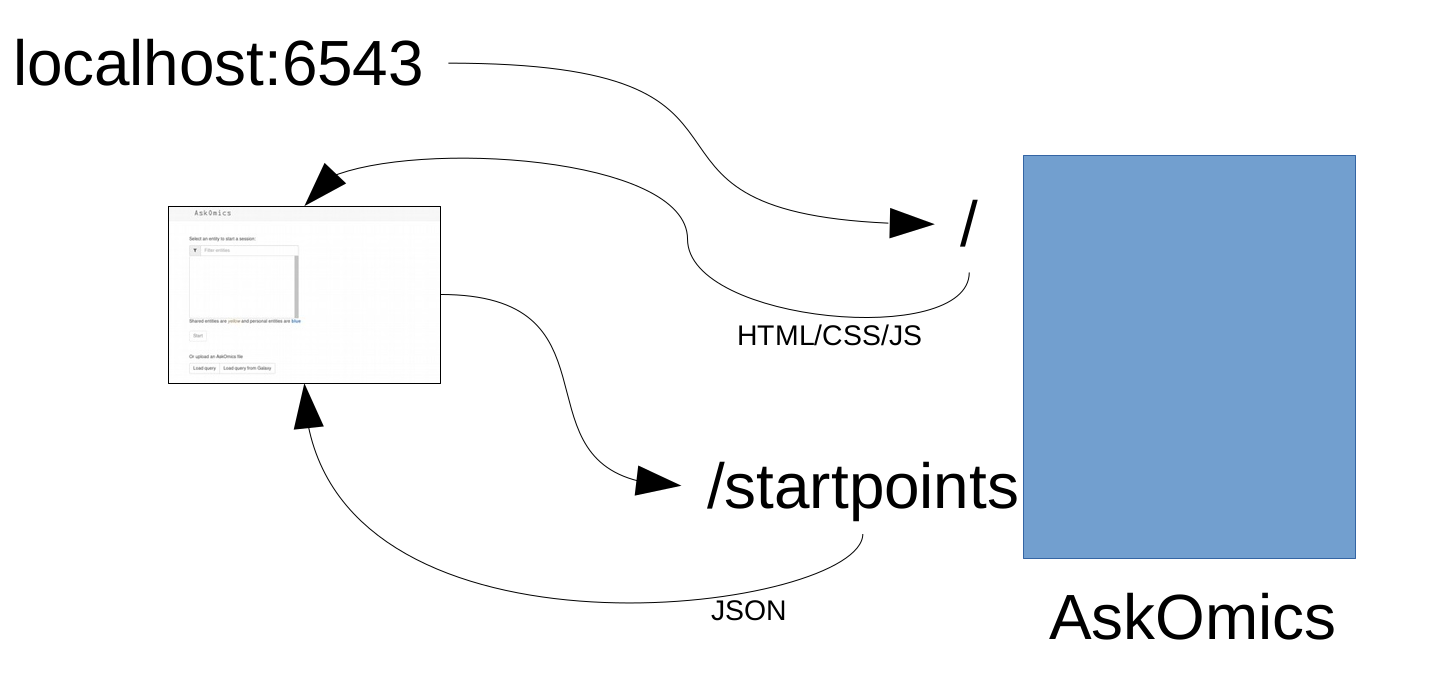 localhost:6543
/
AskOmics
Select an entity to start a session:
Filter entities
Shared entities are yellow and personal entities are blue
Start
Or upload an AskOmics file
Load query Load query from Galaxy
HTML/CSS/JS
/startpoints
JSON
AskOmics